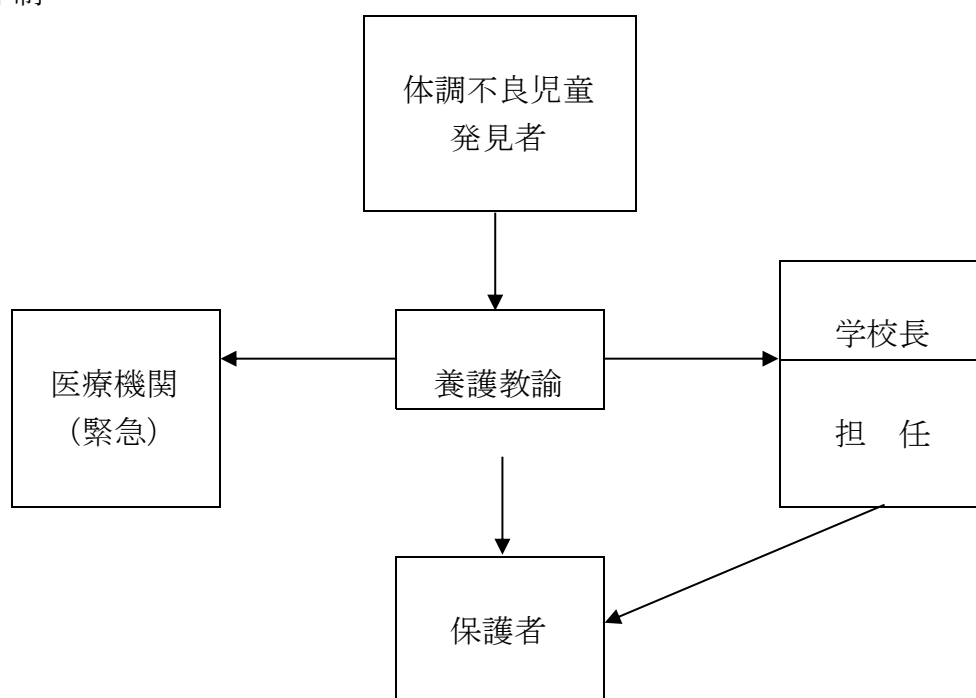 体調不良児童
発見者
学校長
医療機関
(緊急)
養護教諭
担　任
保護者